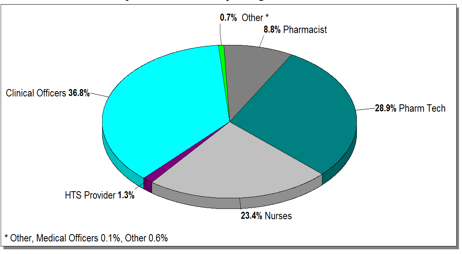 0.7% Other *
8.8% Pharmacist
Clinical Officers 36.8%
28.9% Pharm Tech
HTS Provider 1.3%
23.4% Nurses
* Other, Medical Officers 0.1%, Other 0.6%